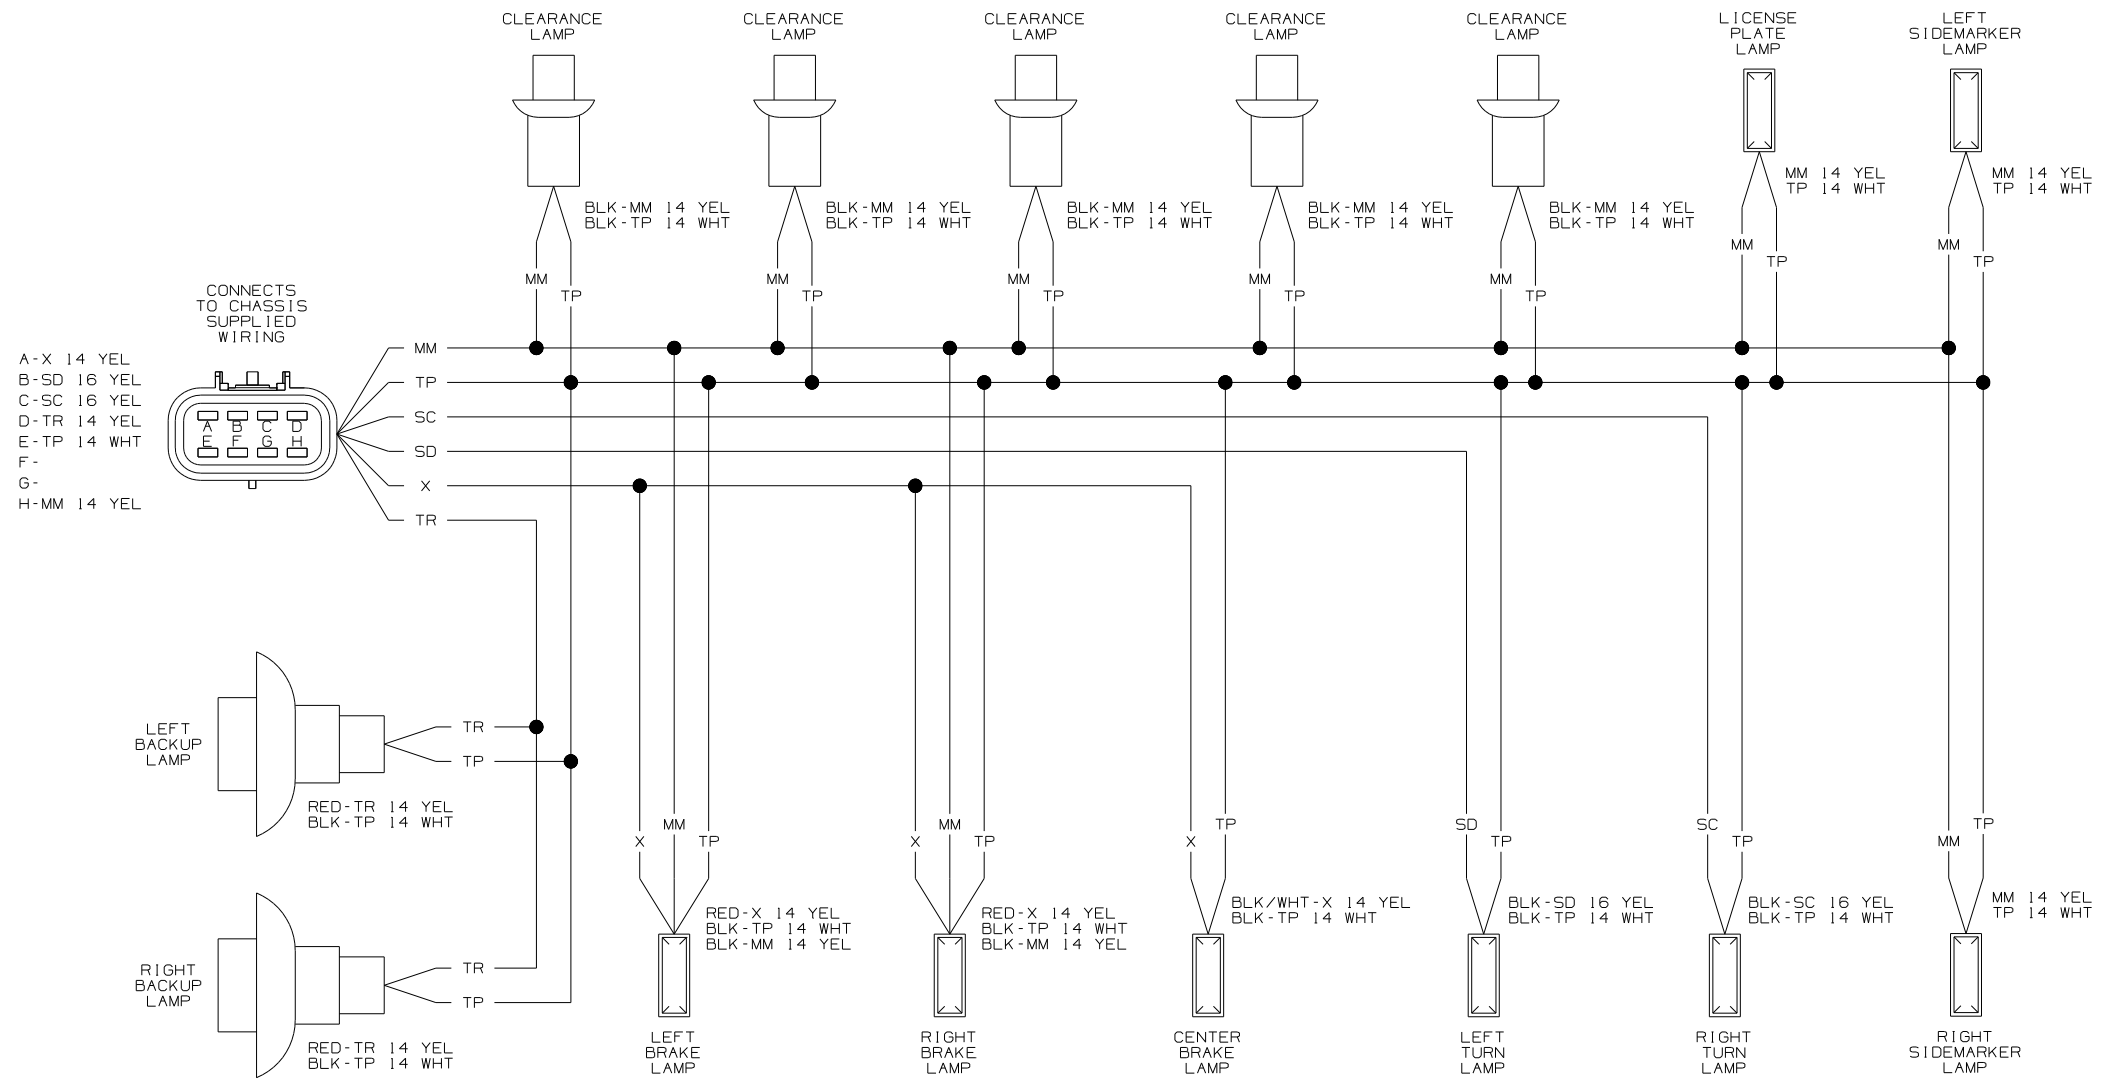 CLEARANCE
LAMP
CLEARANCE
LAMP
CLEARANCE
LAMP
CLEARANCE
LAMP
CLEARANCE
LAMP
LICENSE
PLATE
LAMP
LEFT
SIDEMARKER
LAMP
BLK-MM 14 YEL
BLK-TP 14 WHT
BLK-MM 14 YEL
BLK-TP 14 WHT
BLK-MM 14 YEL
BLK-TP 14 WHT
BLK-MM 14 YEL
BLK-TP 14 WHT
BLK-MM 14 YEL
BLK-TP 14 WHT
MM 14 YEL
TP 14 WHT
MM 14 YEL
TP 14 WHT
MM
TP
MM
TP
MM
TP
MM
TP
MM
TP
MM
TP
MM
TP
CONNECTS
TO CHASSIS
SUPPLIED
WIRING
A-X 14 YEL
B-SD 16 YEL
C-SC 16 YEL
D-TR 14 YEL
E-TP 14 WHT
F-
G-
H-MM 14 YEL
A B C D
E F G H
MM
TP
SC
SD
X
TR
LEFT
BACKUP
LAMP
TR
TP
RED-TR 14 YEL
BLK-TP 14 WHT
RIGHT
BACKUP
LAMP
TR
TP
RED-TR 14 YEL
BLK-TP 14 WHT
X
MM
TP
RED-X 14 YEL
BLK-TP 14 WHT
BLK-MM 14 YEL
LEFT
BRAKE
LAMP
X
MM
TP
RED-X 14 YEL
BLK-TP 14 WHT
BLK-MM 14 YEL
RIGHT
BRAKE
LAMP
X
TP
BLK/WHT-X 14 YEL
BLK-TP 14 WHT
CENTER
BRAKE
LAMP
SD
TP
BLK-SD 16 YEL
BLK-TP 14 WHT
LEFT
TURN
LAMP
SC
TP
BLK-SC 16 YEL
BLK-TP 14 WHT
RIGHT
TURN
LAMP
MM
TP
MM 14 YEL
TP 14 WHT
RIGHT
SIDEMARKER
LAMP